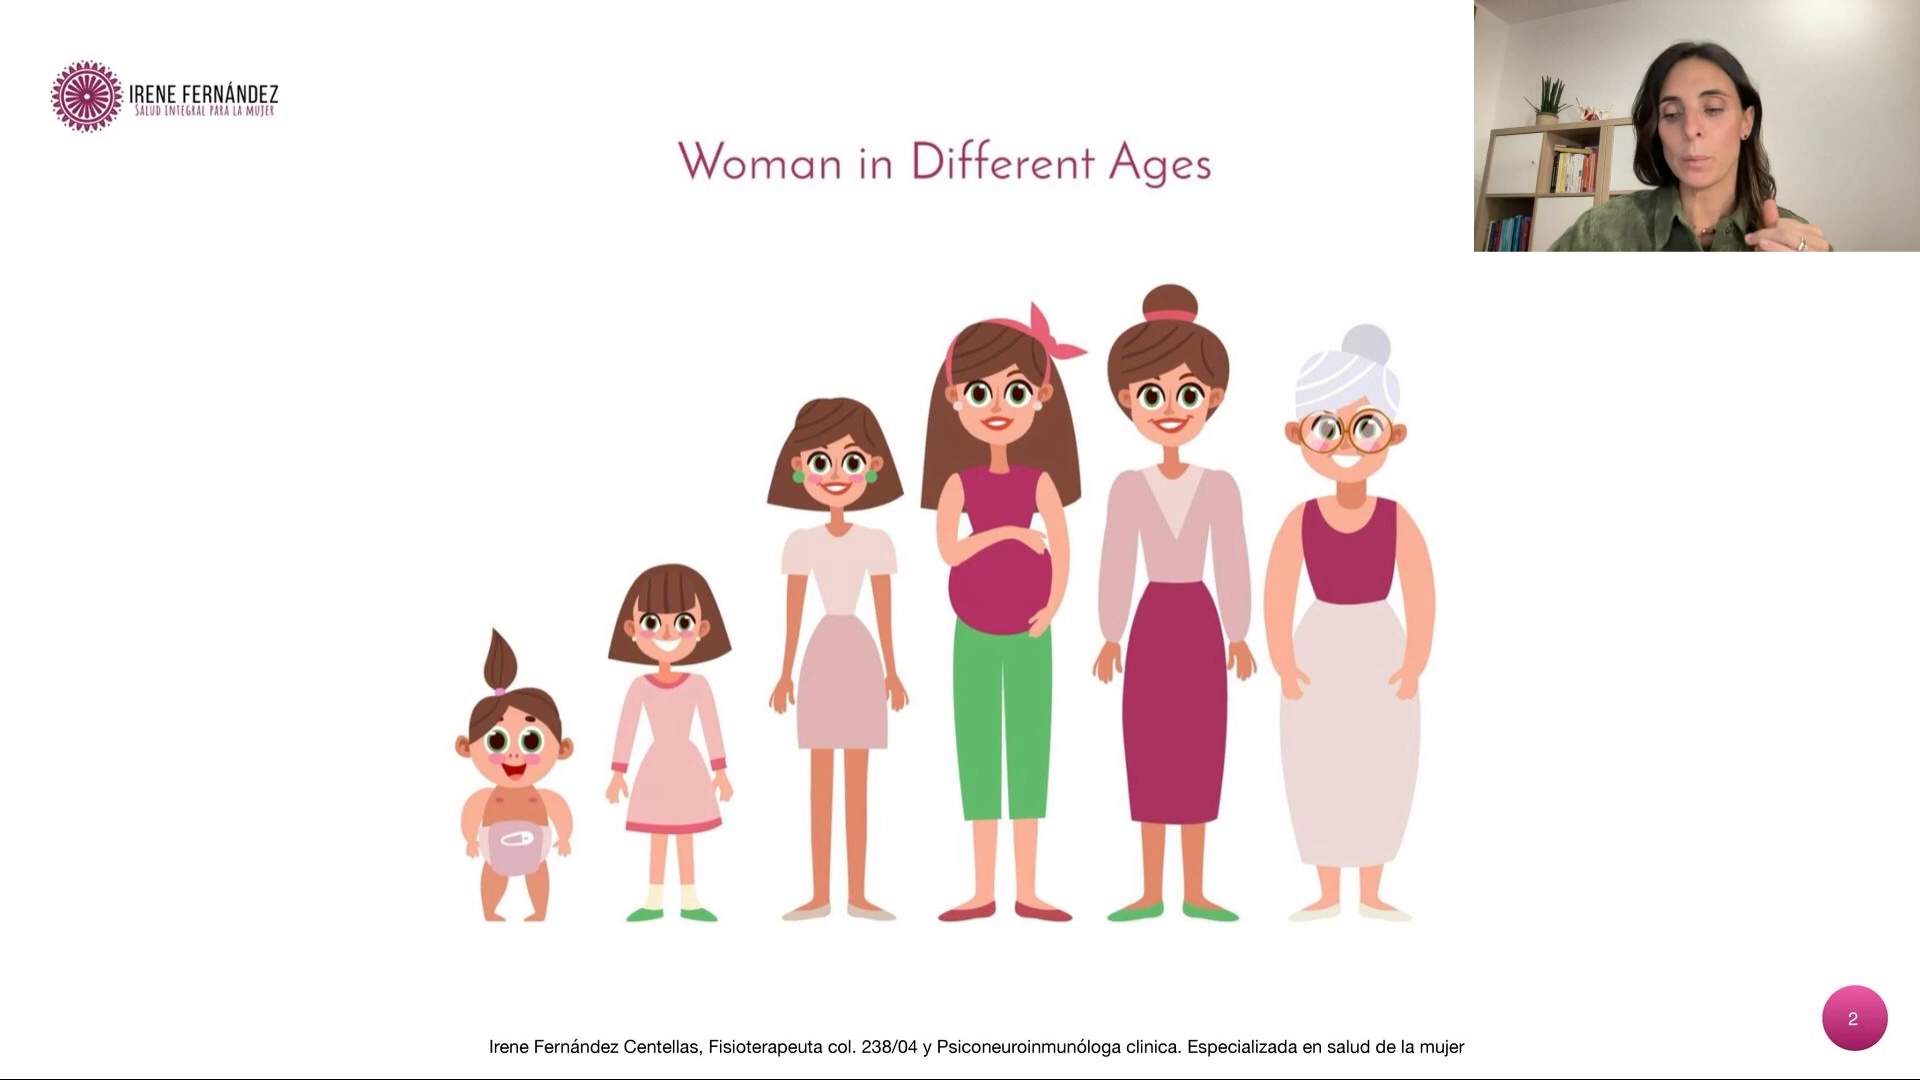 IRENE FERNÁNDEZ
SALUD INTEGRAL PARA LA MUJER
Woman in Different Ages
2
Irene Fernández Centellas, Fisioterapeuta col. 238/04 y Psiconeuroinmunóloga clinica. Especializada en salud de la mujer